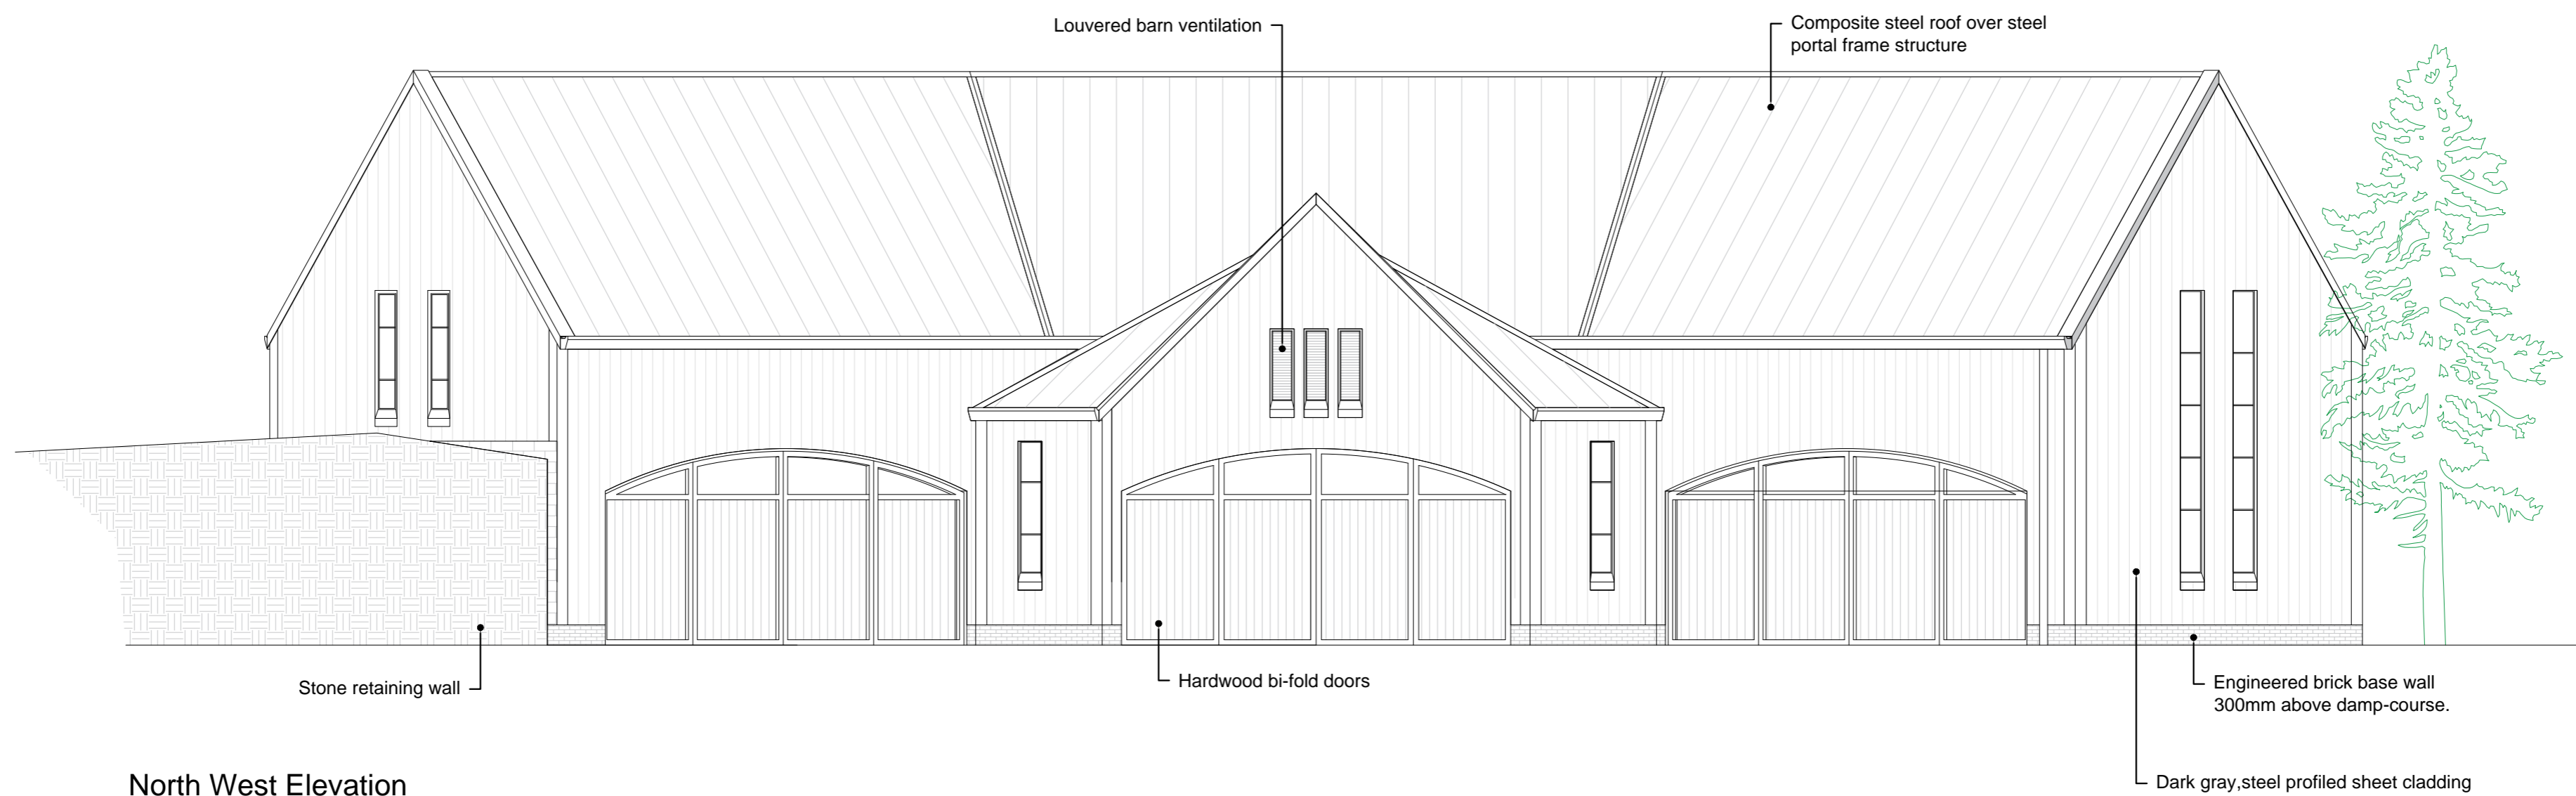 Louvered barn ventilation
Composite steel roof over steel
portal frame structure
Stone retaining wall
Hardwood bi-fold doors
Engineered brick base wall
300mm above damp-course.
Dark gray,steel profiled sheet cladding
North West Elevation